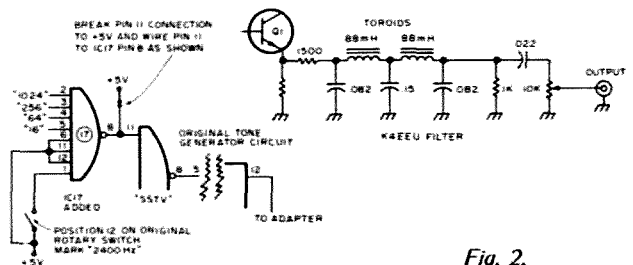 BREAK PIN 11 CONNECTION
TO +5V AND WIRE PIN 11
TO IC17 PIN 8 AS SHOWN
Q1
TOROIDS
88mH
88mH
1500
.022
.082
.15
.082
1K
10K
OUTPUT
K4EEU FILTER
+5V
"1024"
2
"256"
3
"64"
4
"16"
5
6
11
12
1
17
8
11
ORIGINAL TONE
GENERATOR CIRCUIT
8
5
12
"SSTV"
IC17
ADDED
TO ADAPTER
POSITION 12 ON ORIGINAL
ROTARY SWITCH
MARK "2400 Hz"
+5V
Fig. 2.